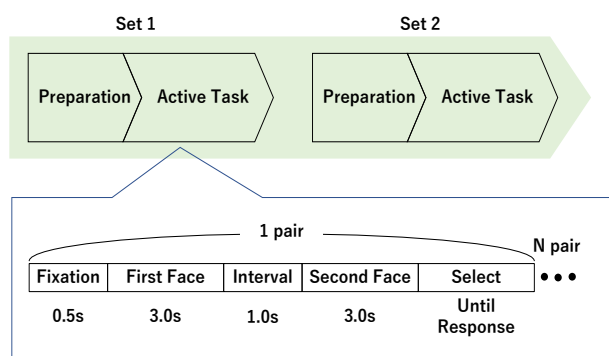 Set 1
Set 2
Preparation
Active Task
Preparation
Active Task
1 pair
N pair
Fixation
First Face
Interval
Second Face
Select
0.5s
3.0s
1.0s
3.0s
Until
Response